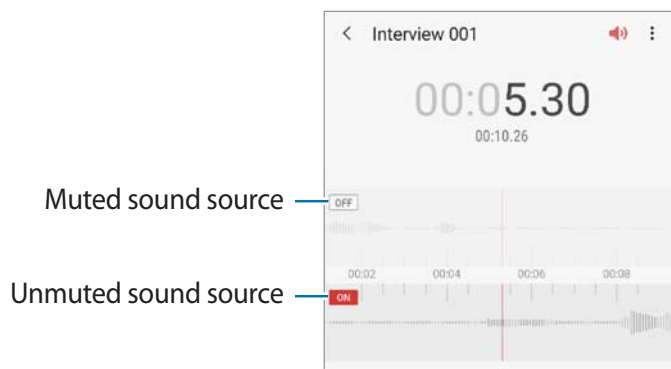 Interview 001
00:05.30
00:10.26
Muted sound source
OFF
00:02 00:04 00:06 00:08
Unmuted sound source
ON